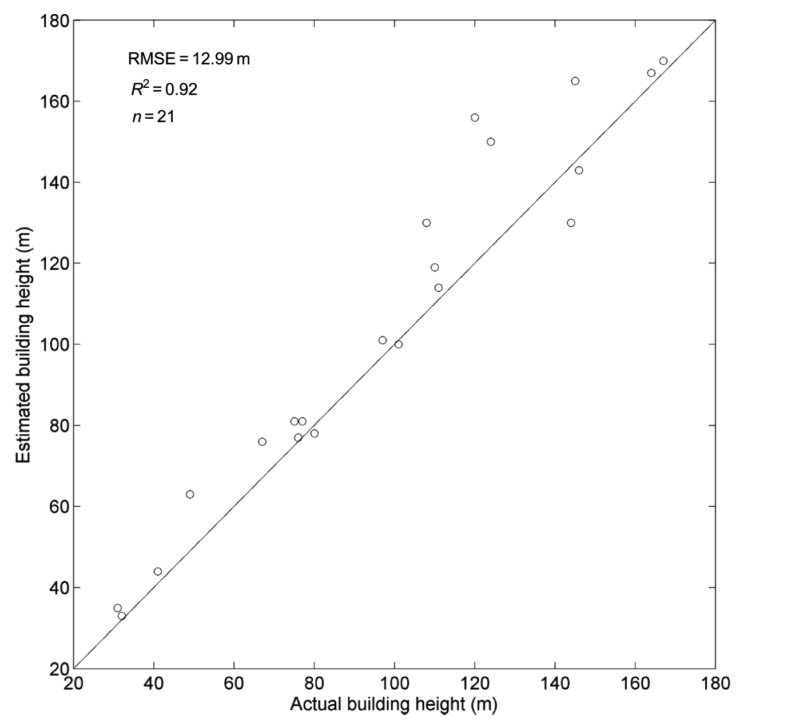 180
RMSE = 12.99 m
R² = 0.92
n = 21
160
140
120
100
80
60
40
20
Estimated building height (m)
20 40 60 80 100 120 140 160 180
Actual building height (m)